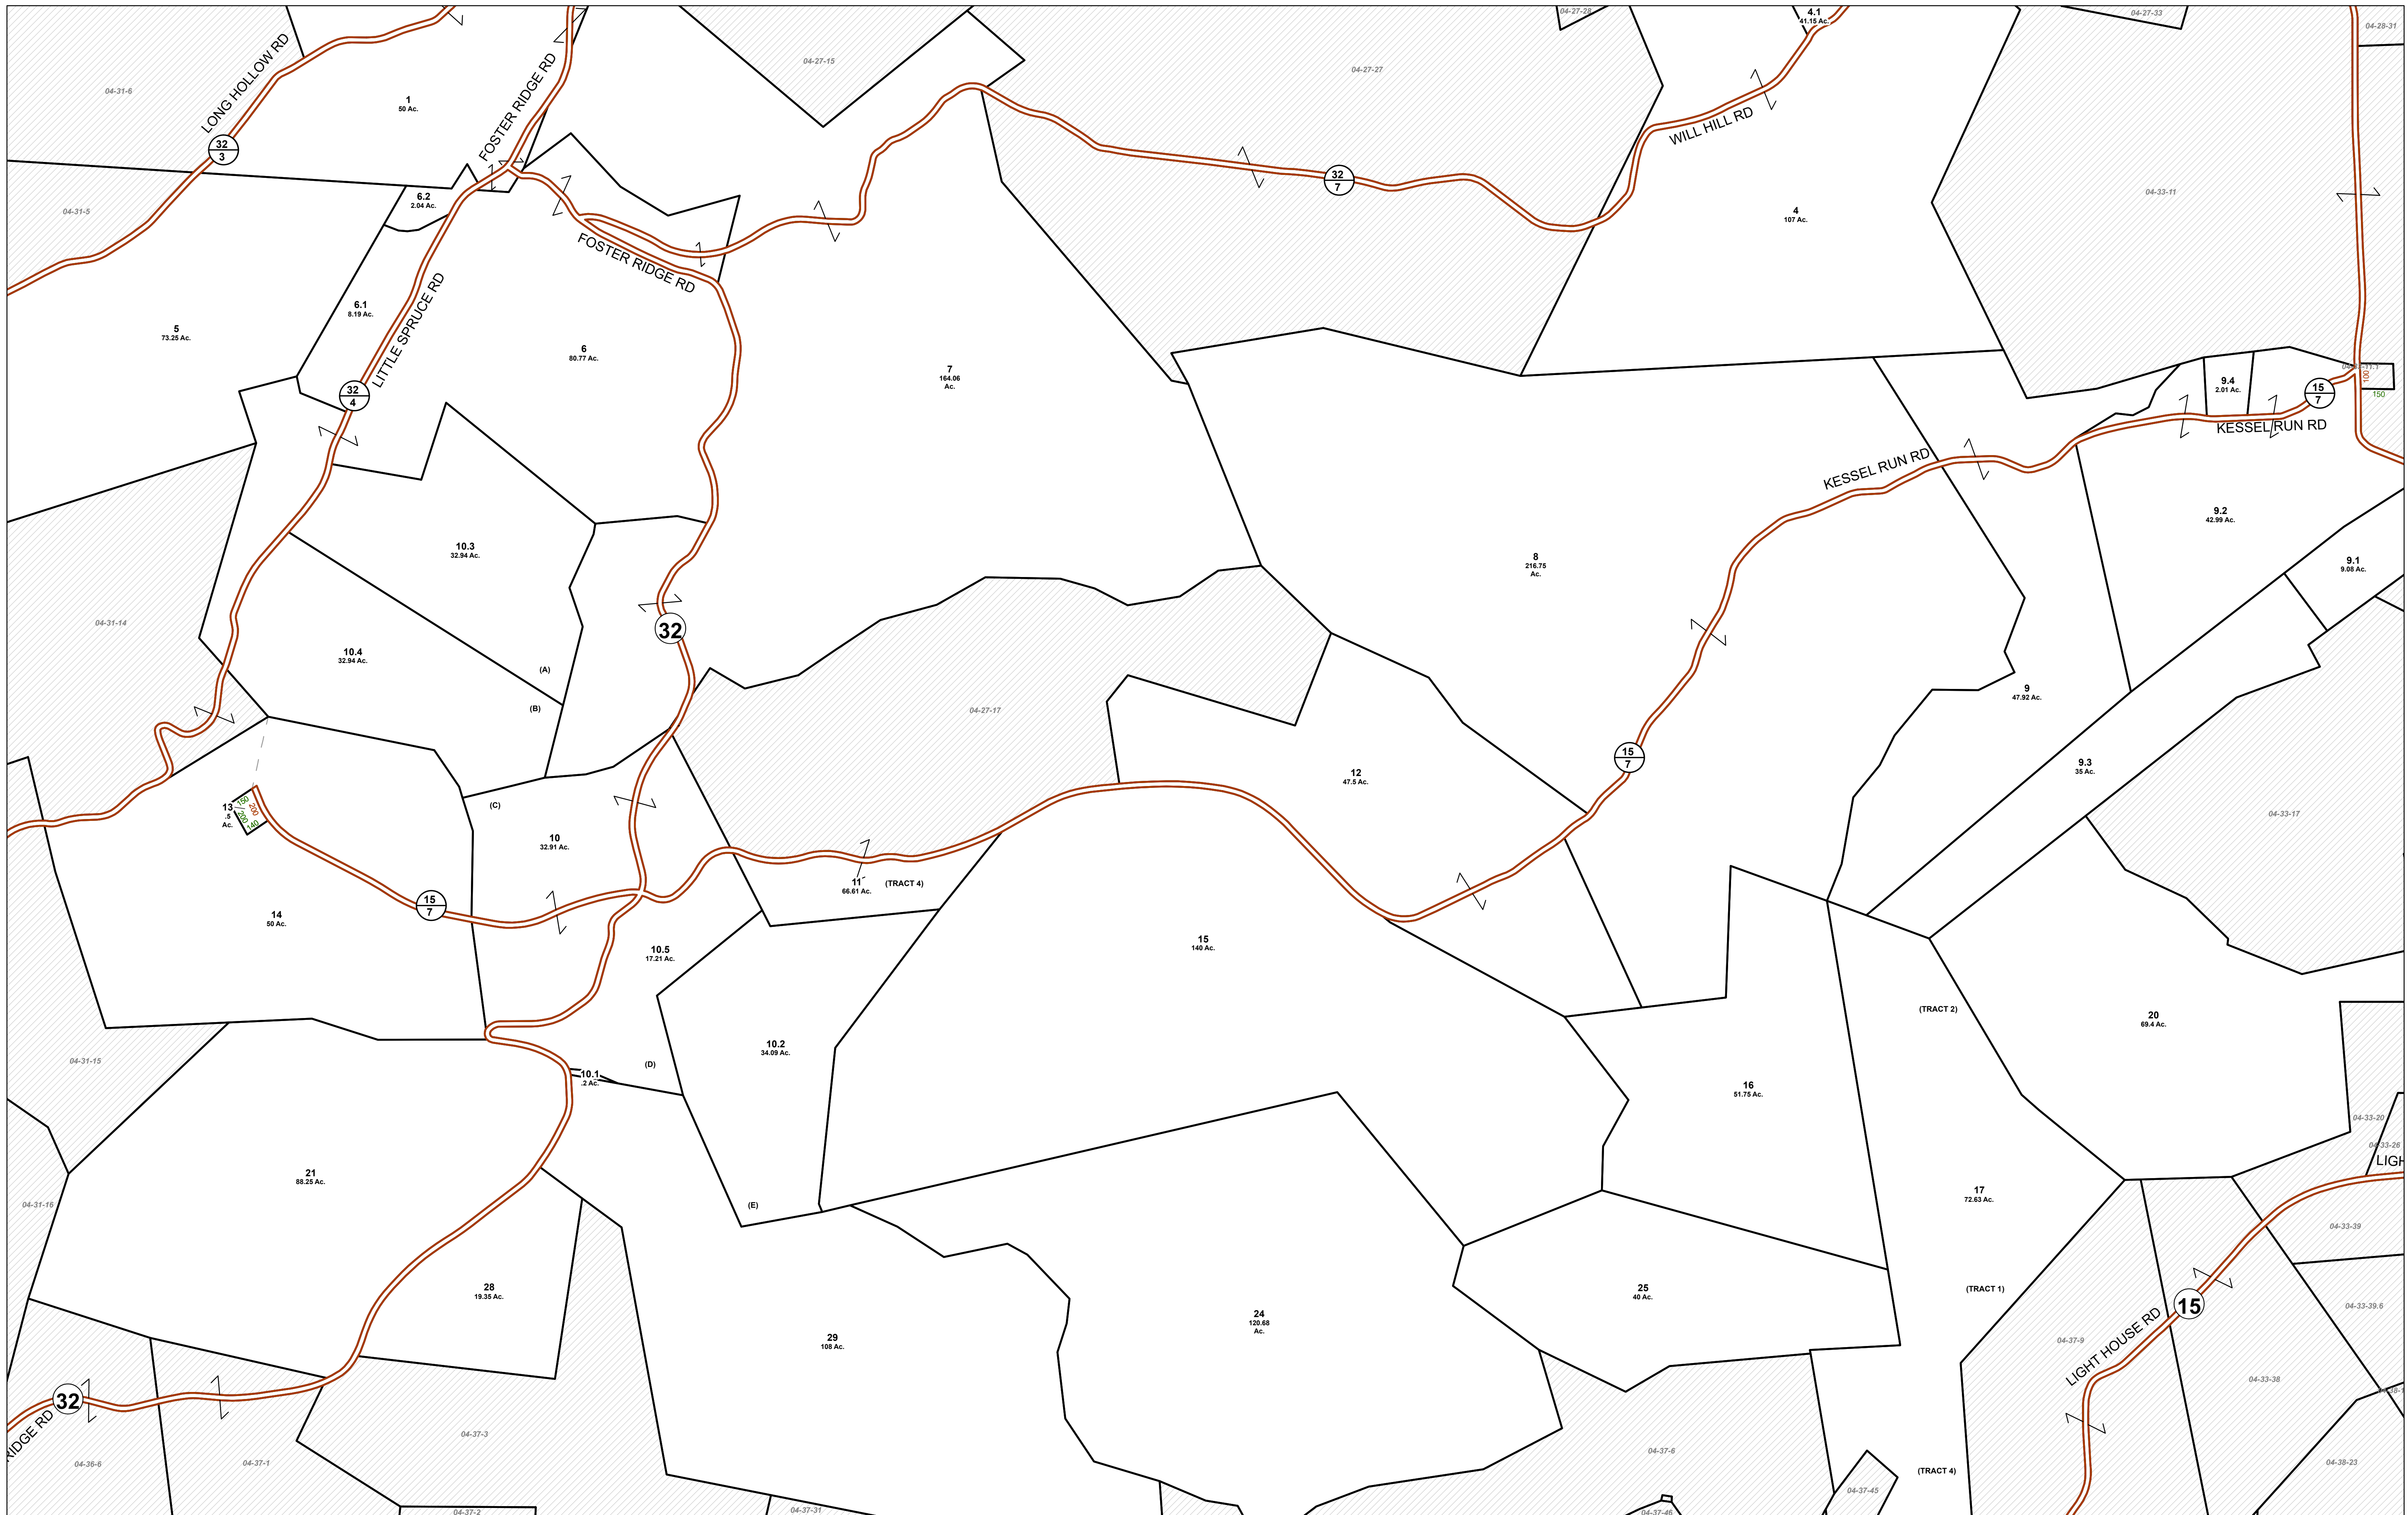 04-27-28
4.1
41.15 Ac.
04-27-33
04-28-31
LONG HOLLOW RD
04-31-6
FOSTER RIDGE RD
04-27-15
04-27-27
1
50 Ac.
32
3
WILL HILL RD
32
7
04-31-5
6.2
2.04 Ac.
04-33-11
4
107 Ac.
FOSTER RIDGE RD
LITTLE SPRUCE RD
6.1
8.19 Ac.
5
73.25 Ac.
6
80.77 Ac.
7
164.06
Ac.
32
4
9.4
2.01 Ac.
15
7
100
150
KESSEL RUN RD
KESSEL RUN RD
9.2
42.99 Ac.
10.3
32.94 Ac.
8
216.75
Ac.
9.1
9.08 Ac.
04-31-14
32
10.4
32.94 Ac.
(A)
(B)
04-27-17
9
47.92 Ac.
15
7
9.3
35 Ac.
12
47.5 Ac.
13
.5
Ac.
150
200
200
140
(C)
10
32.91 Ac.
04-33-17
11
66.61 Ac.
(TRACT 4)
15
7
14
50 Ac.
10.5
17.21 Ac.
15
140 Ac.
(TRACT 2)
20
69.4 Ac.
10.2
34.09 Ac.
04-31-15
(D)
10.1
.2 Ac.
16
51.75 Ac.
04-33-20
04-33-26
LIGH
21
88.25 Ac.
17
72.63 Ac.
04-31-16
(E)
04-33-39
28
19.35 Ac.
25
40 Ac.
(TRACT 1)
15
04-33-39.6
24
120.68
Ac.
29
108 Ac.
04-37-9
LIGHT HOUSE RD
04-33-38
32
RIDGE RD
04-37-3
04-37-6
04-36-6
04-37-1
(TRACT 4)
04-38-23
04-37-45
04-37-2
04-37-31
04-37-46